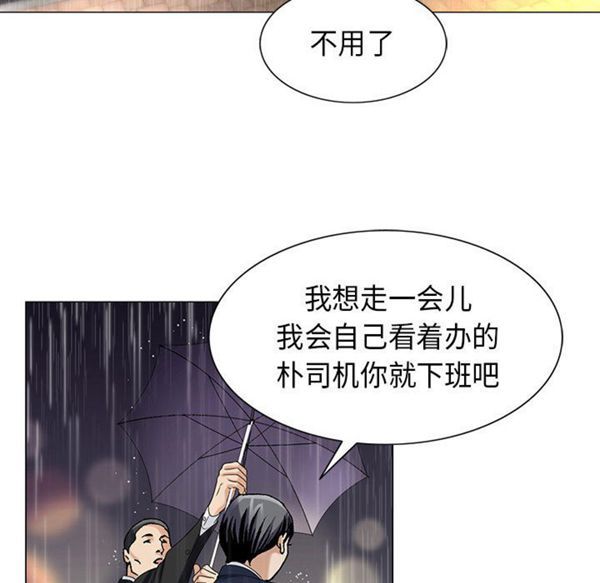 不用了
我想走一会儿
我会自己看着办的
朴司机你就下班吧